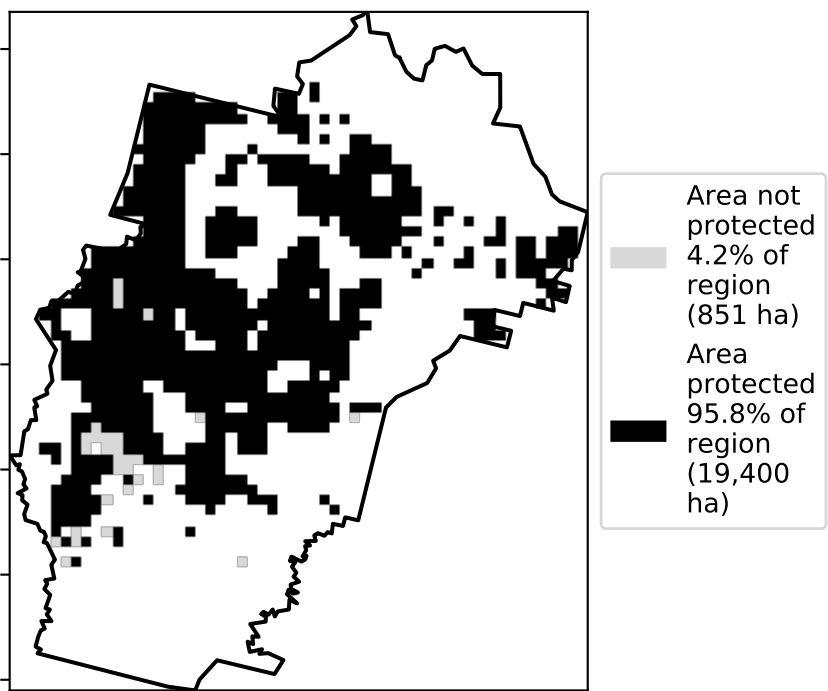 Area not
protected
4.2% of
region
(851 ha)
Area
protected
95.8% of
region
(19,400
ha)